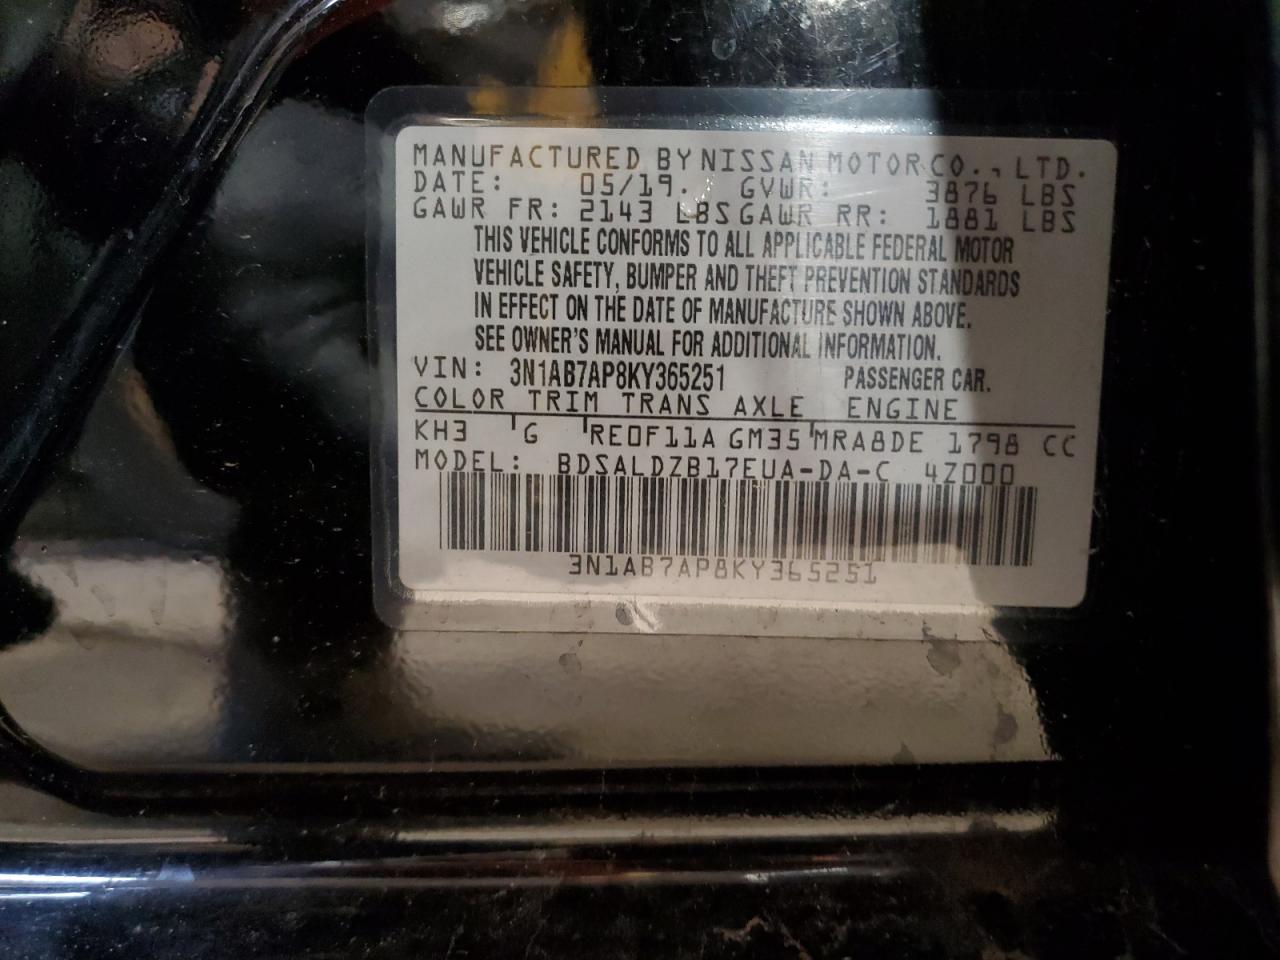 MANUFACTURED BY NISSAN MOTOR CO., LTD.
DATE: 05/19. GVWR: 3876 LBS
GAWR FR: 2143 LBS GAWR RR: 1881 LBS
THIS VEHICLE CONFORMS TO ALL APPLICABLE FEDERAL MOTOR
VEHICLE SAFETY, BUMPER AND THEFT PREVENTION STANDARDS
IN EFFECT ON THE DATE OF MANUFACTURE SHOWN ABOVE.
SEE OWNER'S MANUAL FOR ADDITIONAL INFORMATION.
VIN: 3N1AB7AP8KY365251 PASSENGER CAR.
COLOR TRIM TRANS AXLE ENGINE
KH3 G RE0F11A GM35 MRA8DE 1798 CC
MODEL: BDSALDZB17EUA-DA-C 4Z000
3N1AB7AP8KY365251